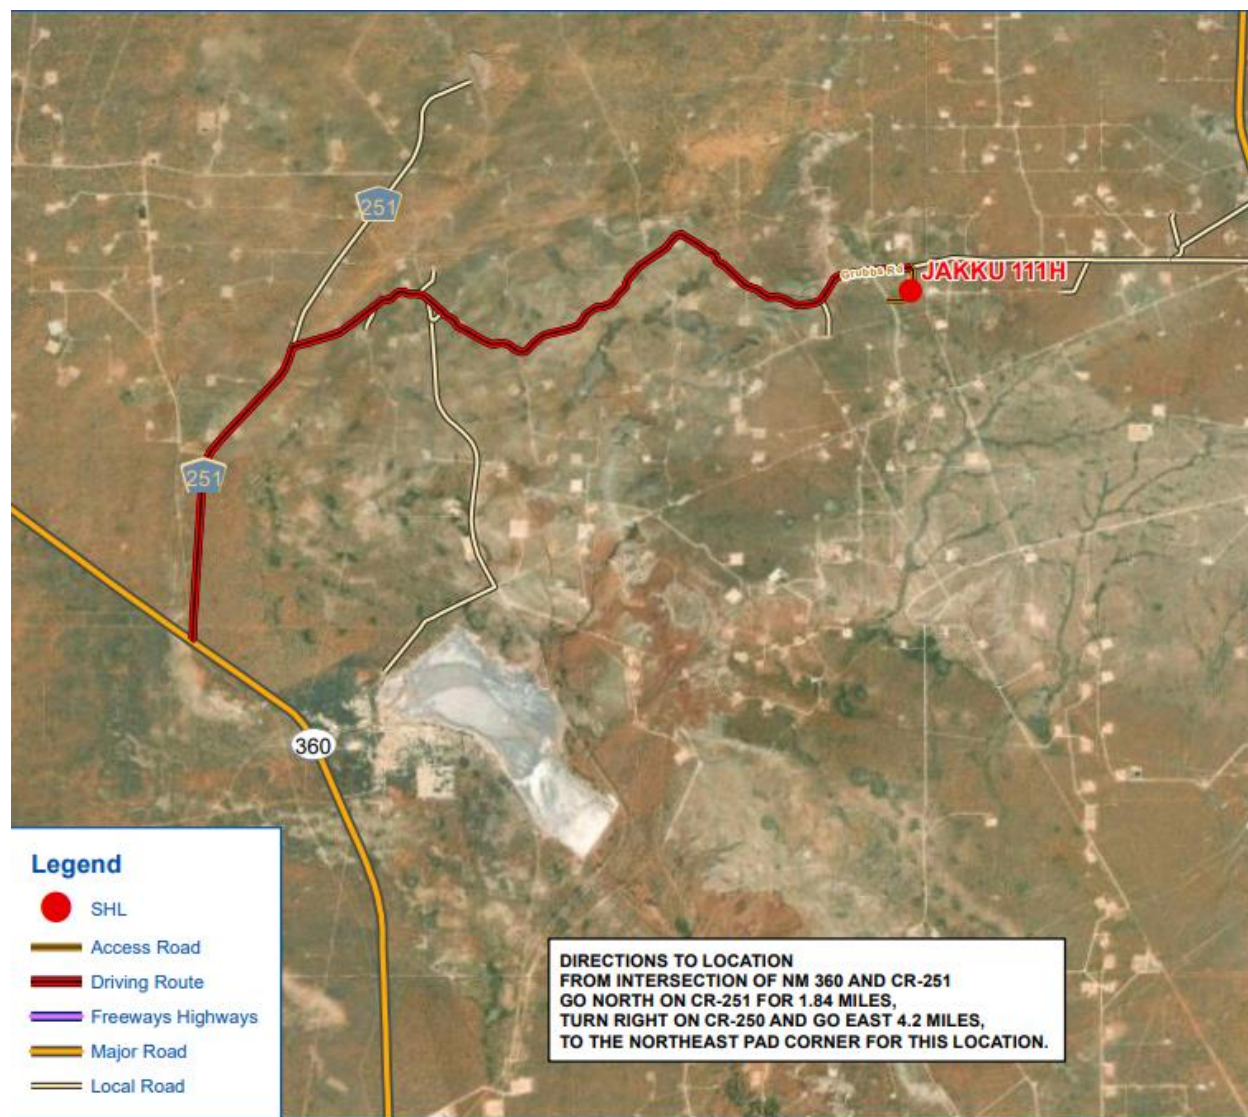 251
Grubbs Rd
JAKKU 111H
251
360
Legend
SHL
Access Road
Driving Route
Freeways Highways
Major Road
Local Road
DIRECTIONS TO LOCATION
FROM INTERSECTION OF NM 360 AND CR-251
GO NORTH ON CR-251 FOR 1.84 MILES,
TURN RIGHT ON CR-250 AND GO EAST 4.2 MILES,
TO THE NORTHEAST PAD CORNER FOR THIS LOCATION.